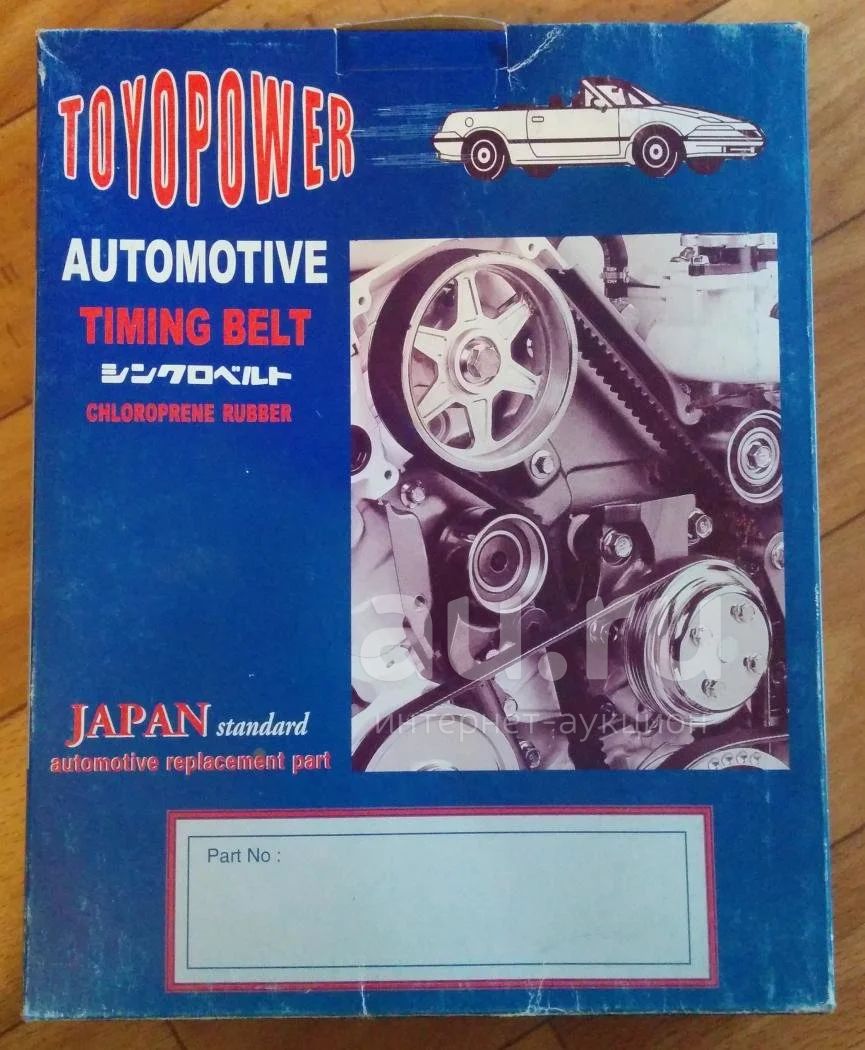 TOYOPOWER
AUTOMOTIVE
TIMING BELT
シンクロベルト
CHLOROPRENE RUBBER
au.ru
интернет-аукцион
JAPAN standard
automotive replacement part
Part No :